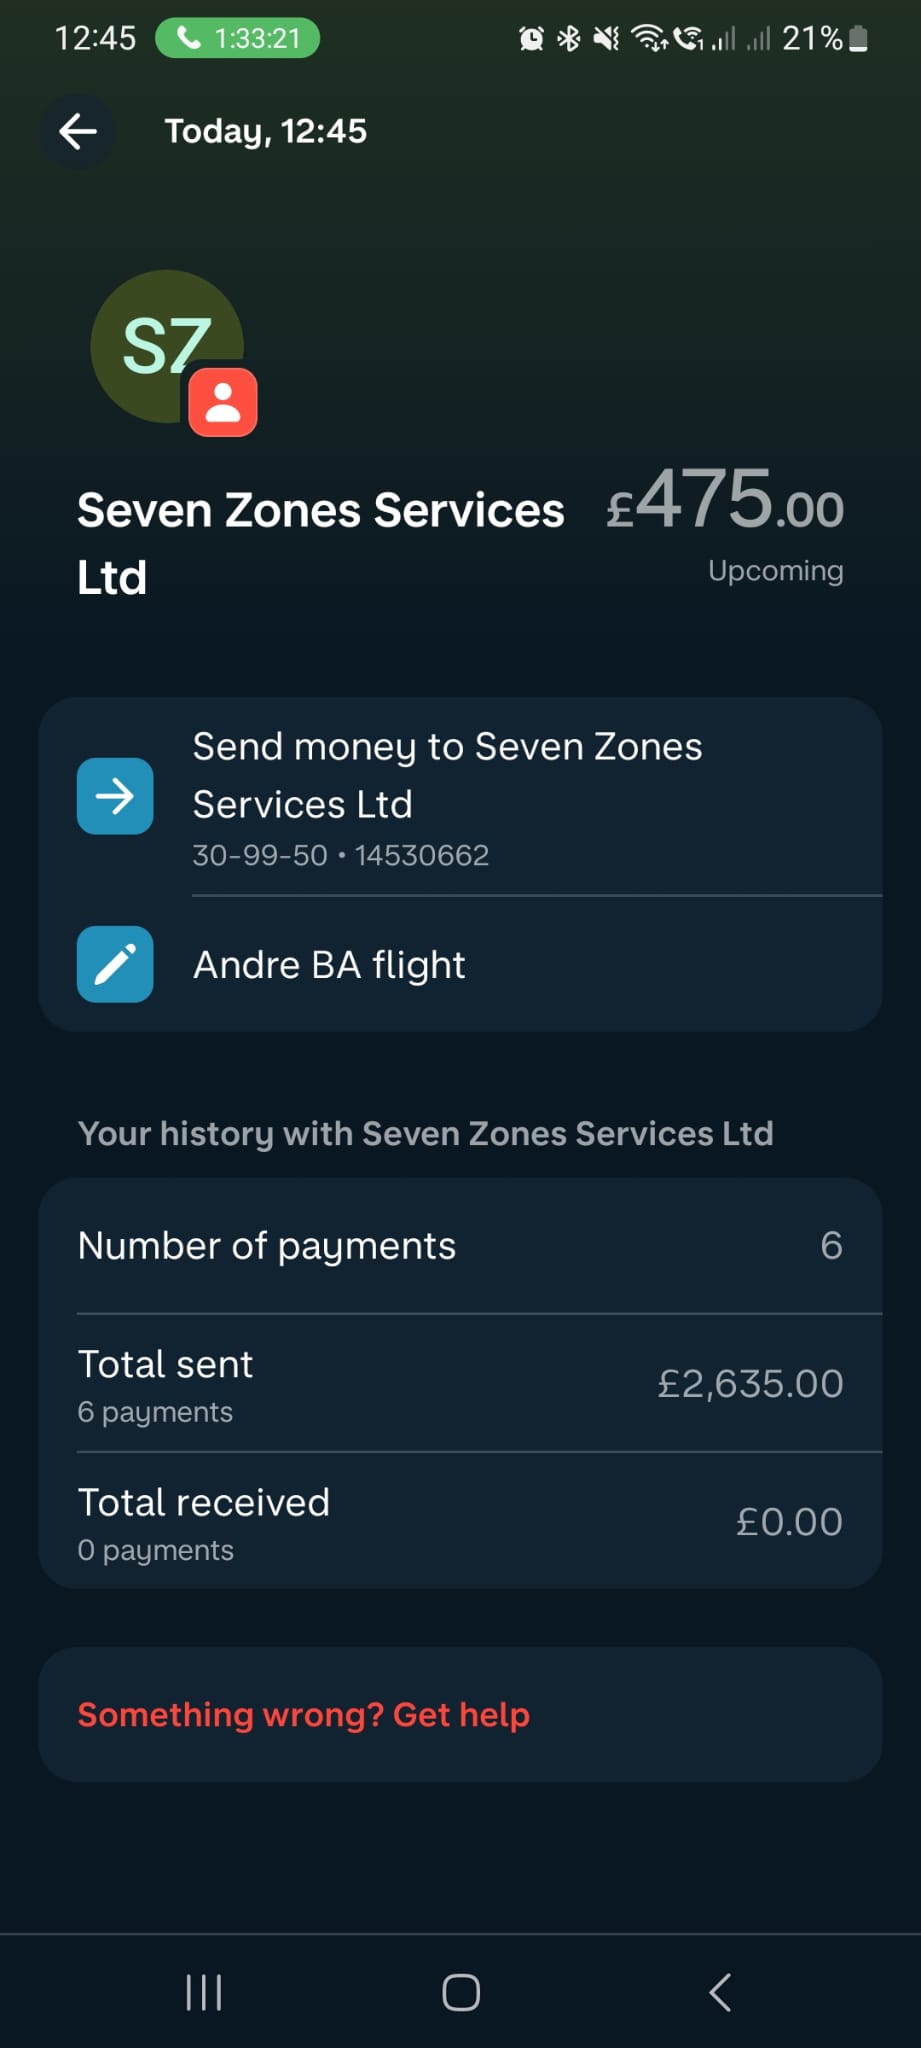 12:45 1:33:21 21%
Today, 12:45
SZ
Seven Zones Services
Ltd
£475.00
Upcoming
Send money to Seven Zones
Services Ltd
30-99-50 • 14530662
Andre BA flight
Your history with Seven Zones Services Ltd
Number of payments 6
Total sent
6 payments
£2,635.00
Total received
0 payments
£0.00
Something wrong? Get help